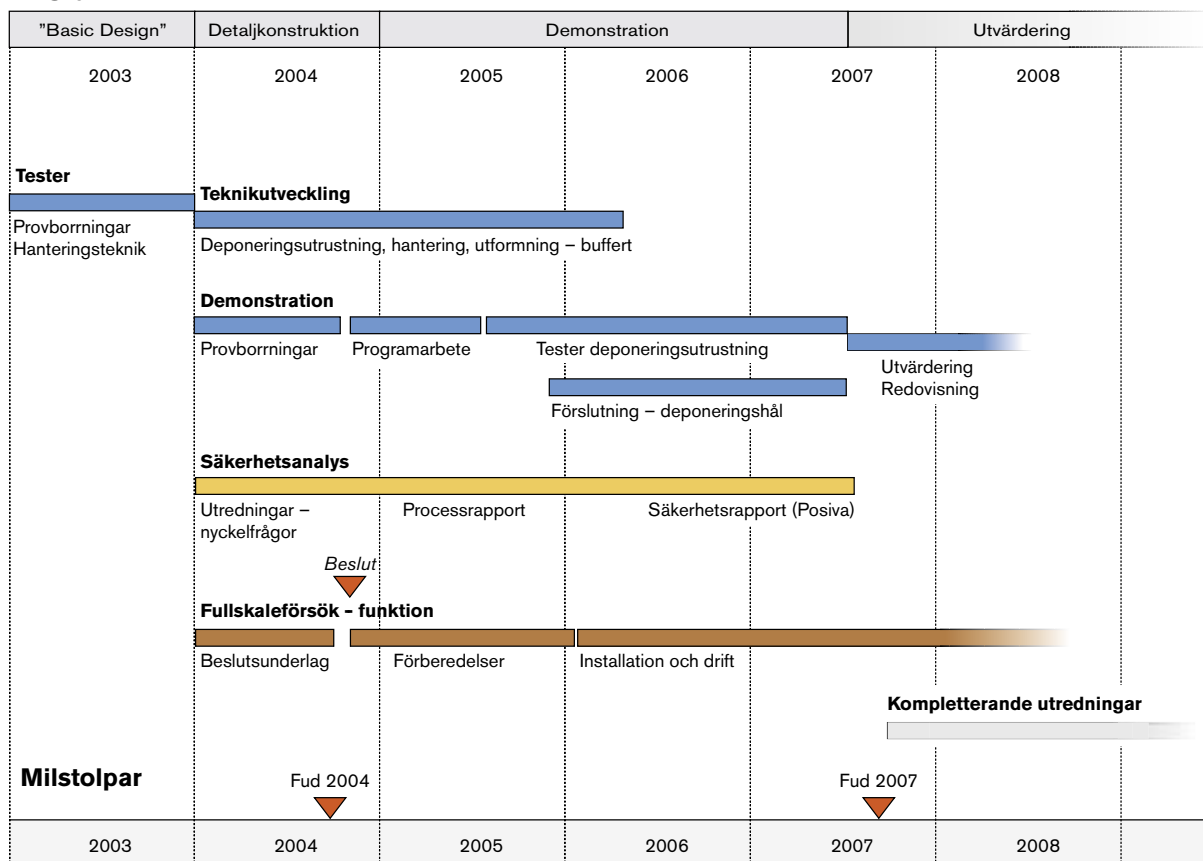 "Basic Design" Detaljkonstruktion Demonstration Utvärdering
2003 2004 2005 2006 2007 2008
Tester
Provborrningar
Hanteringsteknik
Teknikutveckling
Deponeringsutrustning, hantering, utformning – buffert
Demonstration
Provborrningar Programarbete Tester deponeringsutrustning
Utvärdering
Redovisning
Förslutning – deponeringshål
Säkerhetsanalys
Utredningar –
nyckelfrågor
Processrapport Säkerhetsrapport (Posiva)
Beslut
Fullskaleförsök - funktion
Beslutsunderlag Förberedelser Installation och drift
Kompletterande utredningar
Milstolpar
Fud 2004 Fud 2007
2003 2004 2005 2006 2007 2008